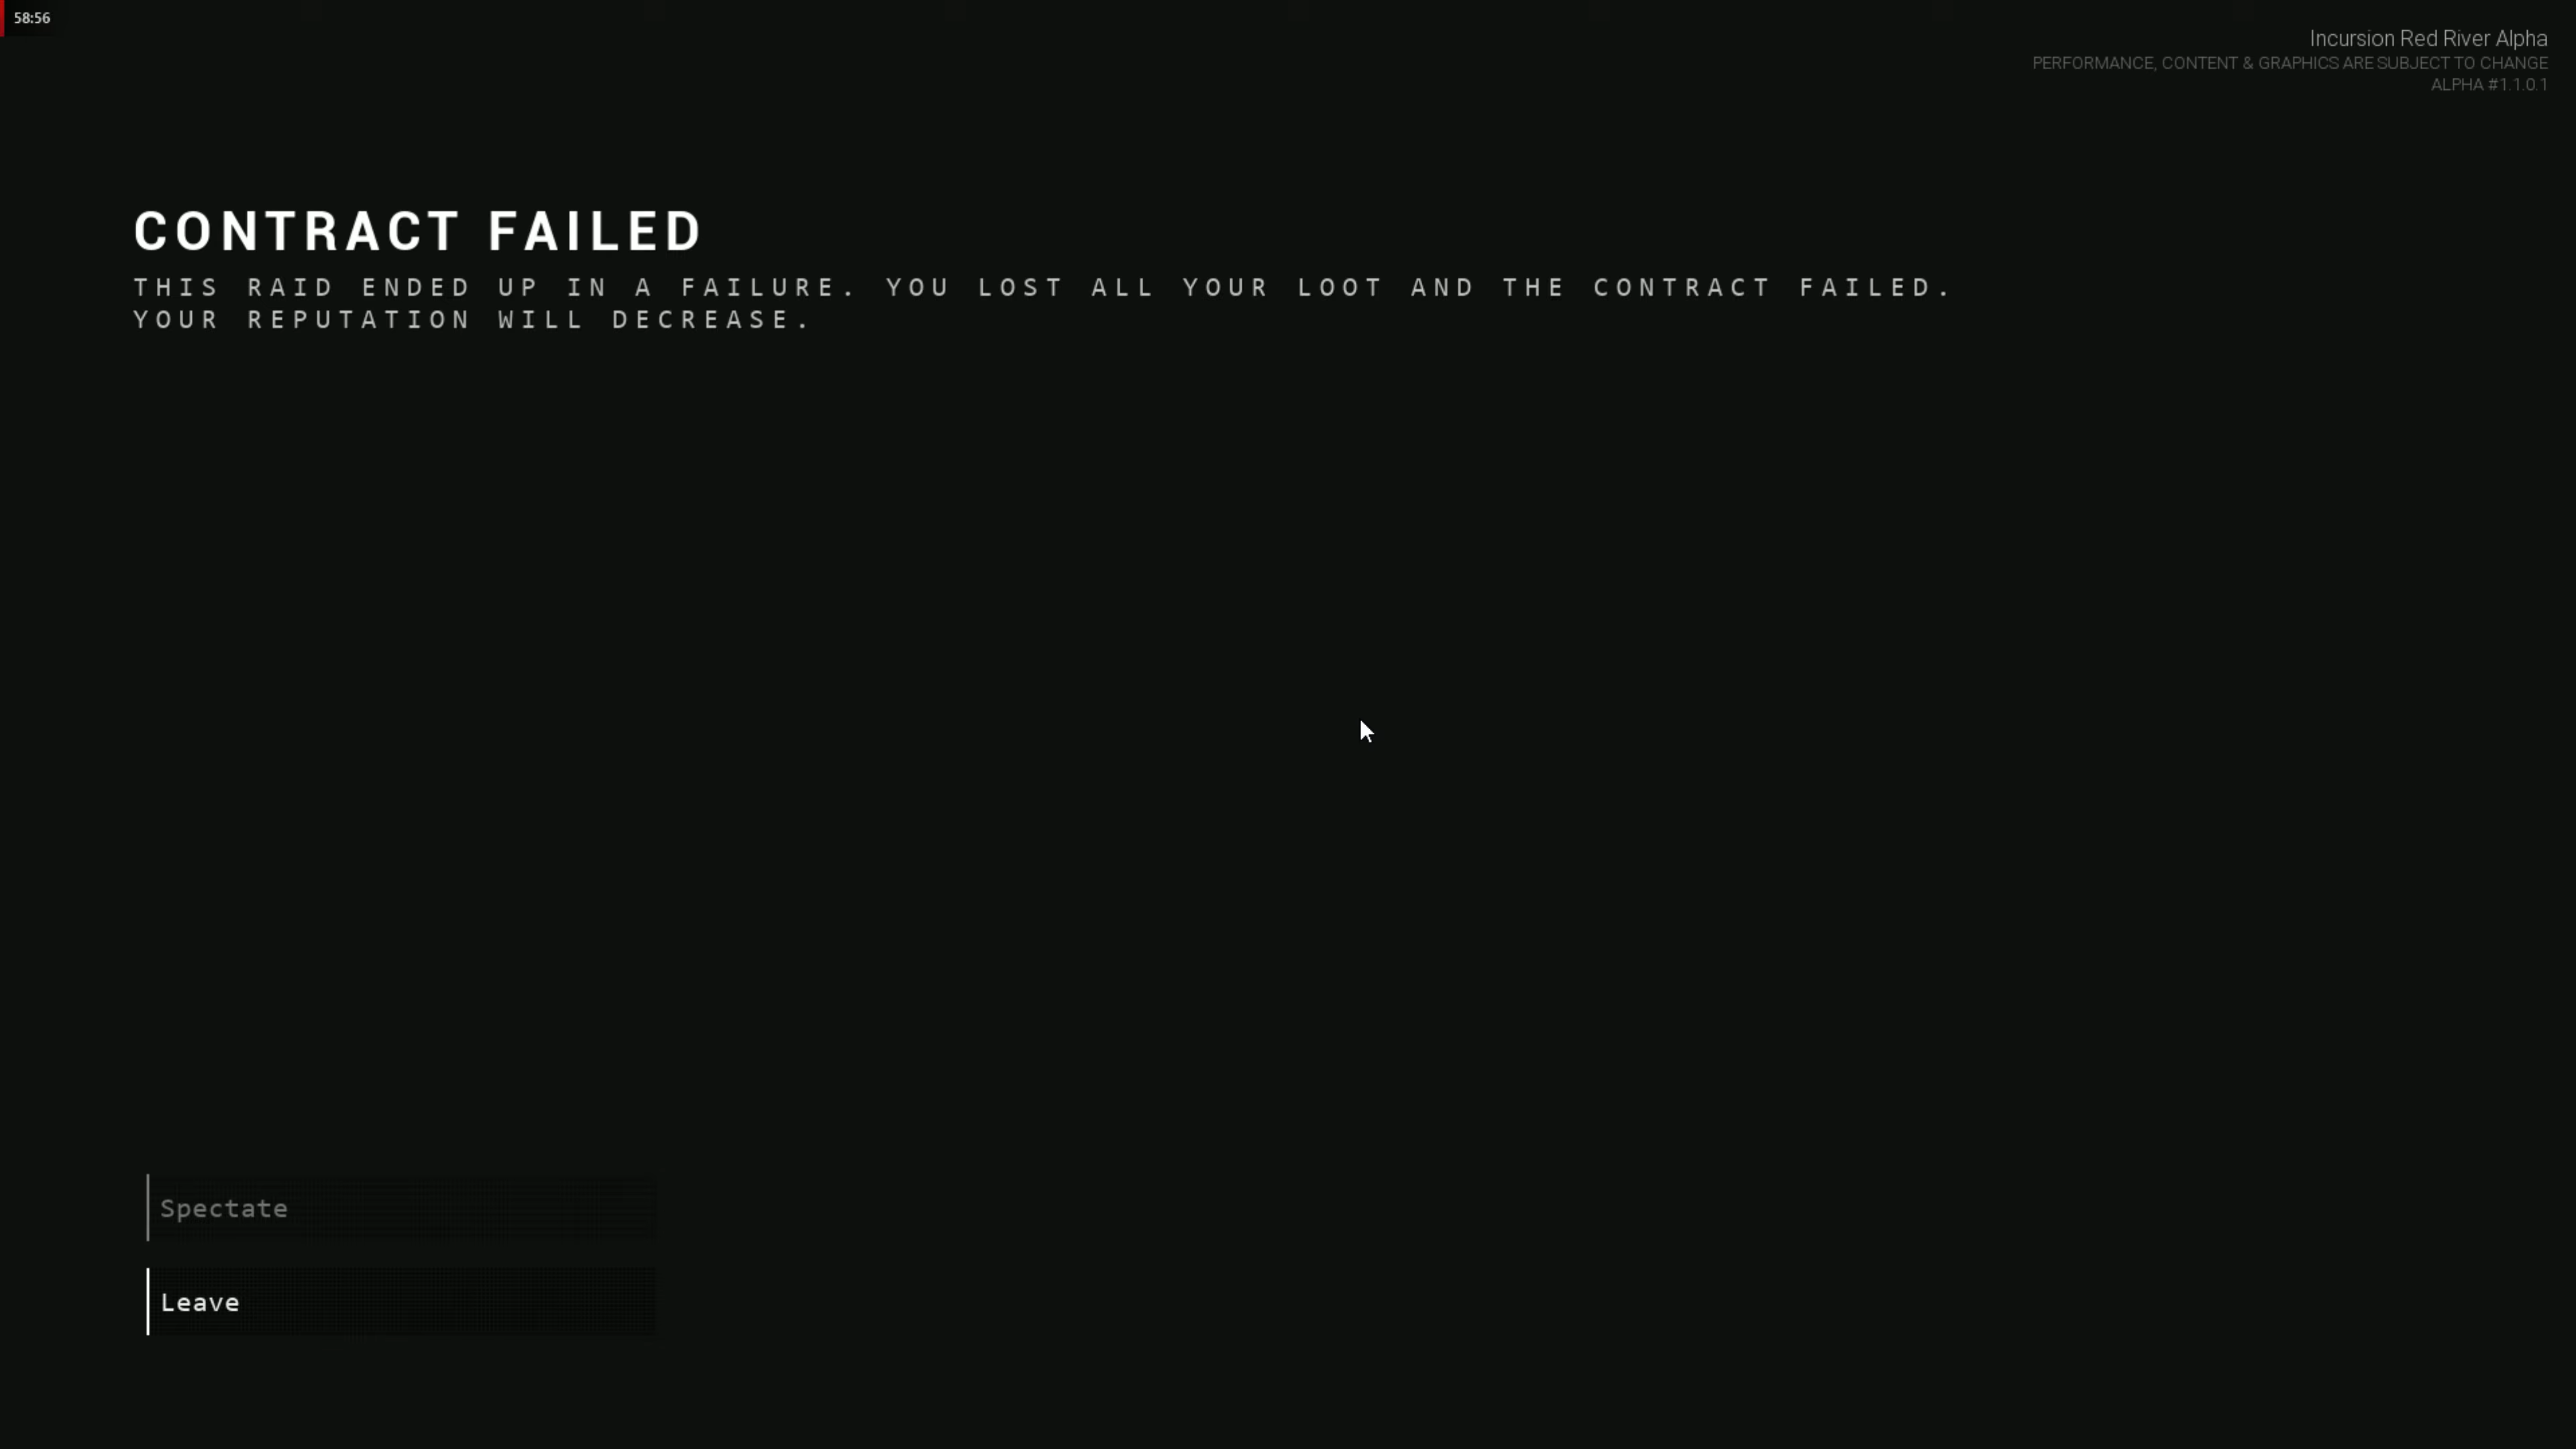 58:56
Incursion Red River Alpha
PERFORMANCE, CONTENT & GRAPHICS ARE SUBJECT TO CHANGE
ALPHA #1.1.0.1
CONTRACT FAILED
THIS RAID ENDED UP IN A FAILURE. YOU LOST ALL YOUR LOOT AND THE CONTRACT FAILED.
YOUR REPUTATION WILL DECREASE.
Spectate
Leave